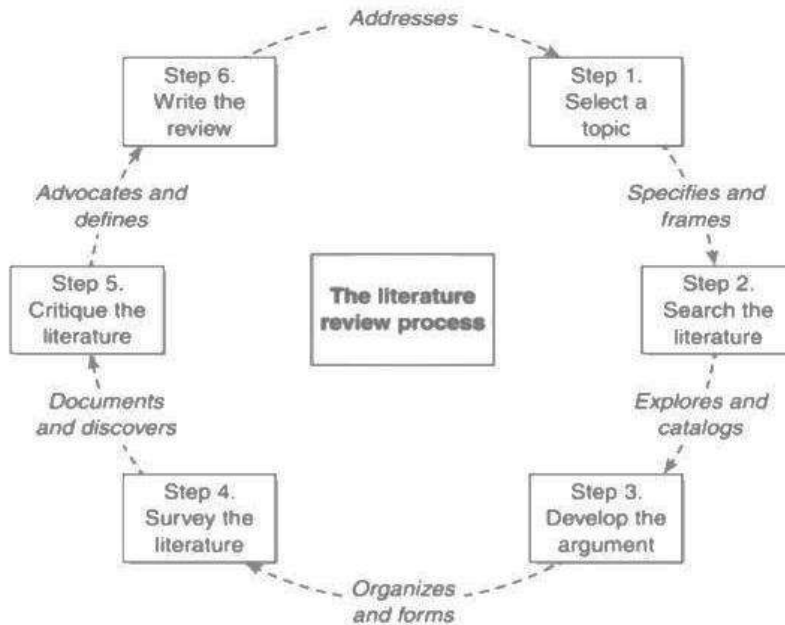 Addresses
Step 6.
Write the
review
Step 1.
Select a
topic
Advocates and
defines
Specifies and
frames
Step 5.
Critique the
literature
The literature
review process
Step 2.
Search the
literature
Documents
and discovers
Explores and
catalogs
Step 4.
Survey the
literature
Step 3.
Develop the
argument
Organizes
and forms